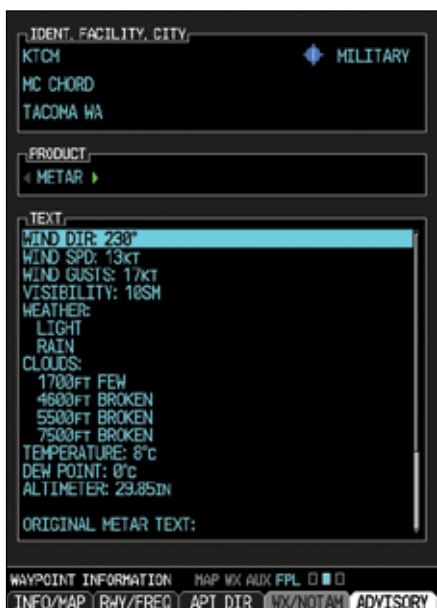 IDENT, FACILITY, CITY
KTCM MILITARY
MC CHORD
TACOMA WA
PRODUCT
METAR
TEXT
WIND DIR: 230°
WIND SPD: 13KT
WIND GUSTS: 17KT
VISIBILITY: 10SM
WEATHER:
LIGHT
RAIN
CLOUDS:
1700FT FEW
4600FT BROKEN
5500FT BROKEN
7500FT BROKEN
TEMPERATURE: 8°C
DEW POINT: 0°C
ALTIMETER: 29.85IN
ORIGINAL METAR TEXT:
WAYPOINT INFORMATION MAP WX AUX FPL
INFO/MAP RWY/FREQ APT DIR WX/NOTAM ADVISORY